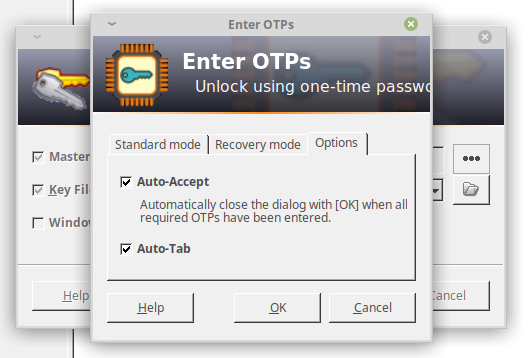 Enter OTPs
Enter OTPs
Unlock using one-time passwo
Standard mode
Recovery mode
Options
Master
Key File
Window
Auto-Accept
Automatically close the dialog with [OK] when all
required OTPs have been entered.
Auto-Tab
Help
Help
OK
Cancel
Cancel